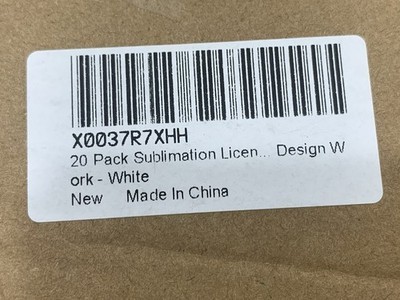 X0037R7XHH
20 Pack Sublimation Licen... Design W
ork - White
New Made In China